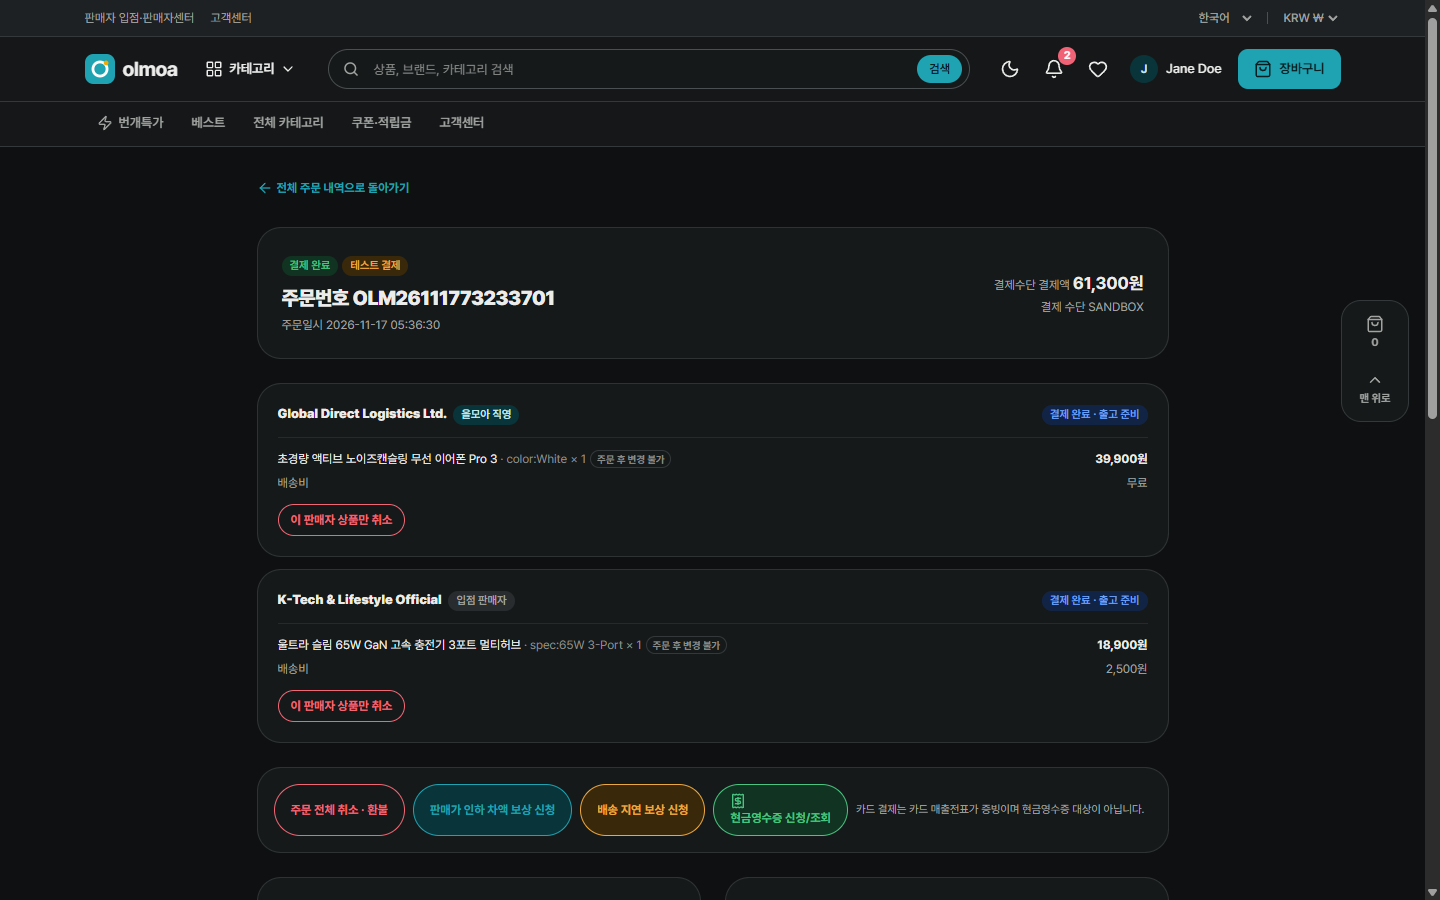 판매자 입점·판매자센터 고객센터 한국어 KRW ₩
olmoa 카테고리 상품, 브랜드, 카테고리 검색 검색 2 J Jane Doe 장바구니
번개특가 베스트 전체 카테고리 쿠폰·적립금 고객센터
전체 주문 내역으로 돌아가기
결제 완료 테스트 결제
주문번호 OLM26111773233701
주문일시 2026-11-17 05:36:30
결제수단 결제액 61,300원
결제 수단 SANDBOX
0
맨 위로
Global Direct Logistics Ltd. 올모아 직영 결제 완료 · 출고 준비
초경량 액티브 노이즈캔슬링 무선 이어폰 Pro 3 · color:White × 1 주문 후 변경 불가 39,900원
배송비 무료
이 판매자 상품만 취소
K-Tech & Lifestyle Official 입점 판매자 결제 완료 · 출고 준비
울트라 슬림 65W GaN 고속 충전기 3포트 멀티허브 · spec:65W 3-Port × 1 주문 후 변경 불가 18,900원
배송비 2,500원
이 판매자 상품만 취소
주문 전체 취소 · 환불 판매가 인하 차액 보상 신청 배송 지연 보상 신청 현금영수증 신청/조회 카드 결제는 카드 매출전표가 증빙이며 현금영수증 대상이 아닙니다.